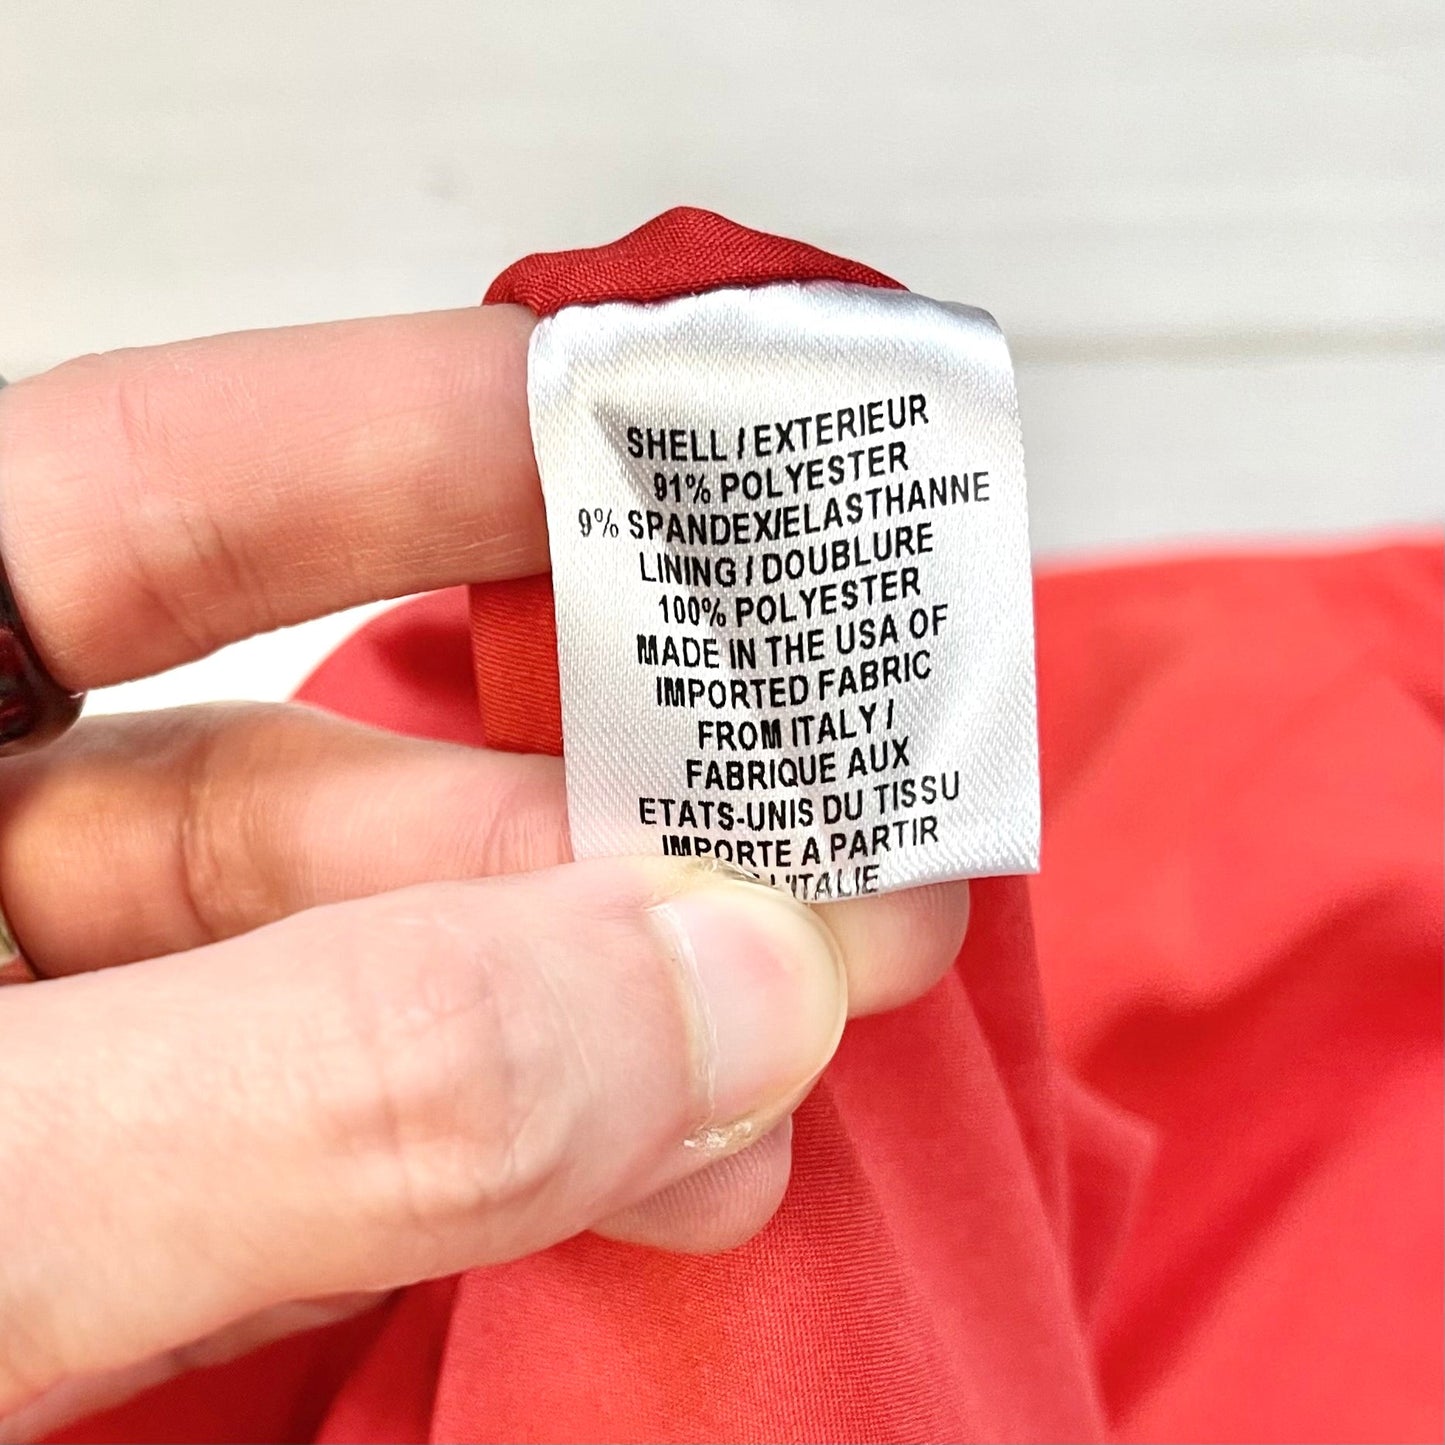 SHELL / EXTERIEUR
91% POLYESTER
9% SPANDEX/ELASTHANNE
LINING / DOUBLURE
100% POLYESTER
MADE IN THE USA OF
IMPORTED FABRIC
FROM ITALY /
FABRIQUE AUX
ETATS-UNIS DU TISSU
IMPORTE A PARTIR
L'ITALIE